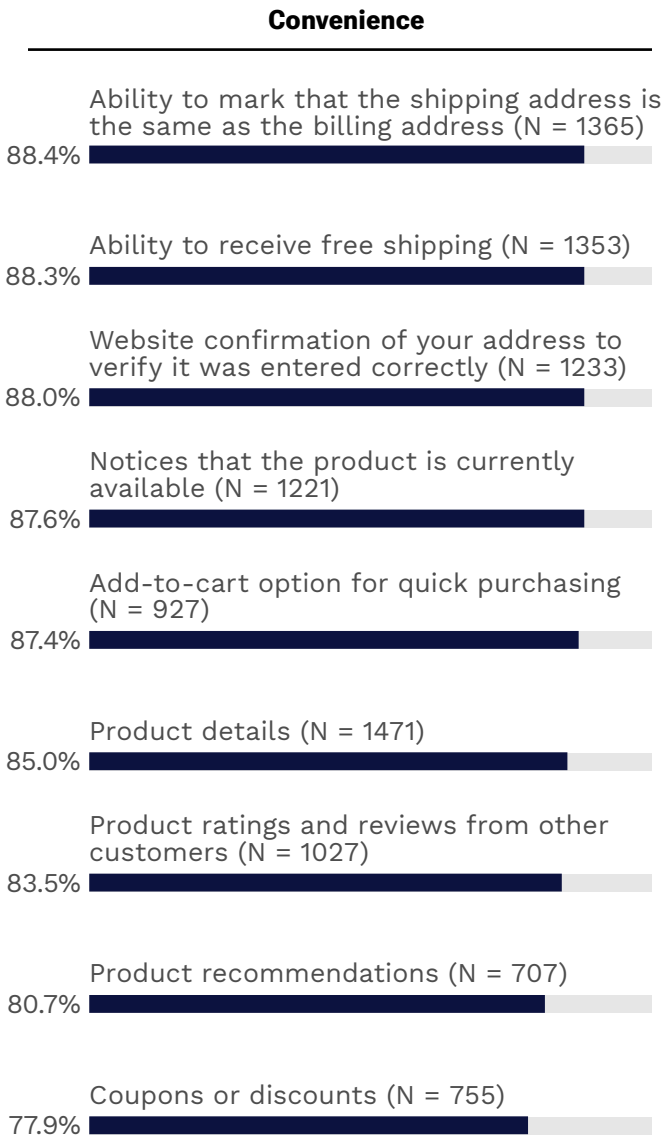 Convenience
Ability to mark that the shipping address is
the same as the billing address (N = 1365)
88.4%
Ability to receive free shipping (N = 1353)
88.3%
Website confirmation of your address to
verify it was entered correctly (N = 1233)
88.0%
Notices that the product is currently
available (N = 1221)
87.6%
Add-to-cart option for quick purchasing
(N = 927)
87.4%
Product details (N = 1471)
85.0%
Product ratings and reviews from other
customers (N = 1027)
83.5%
Product recommendations (N = 707)
80.7%
Coupons or discounts (N = 755)
77.9%